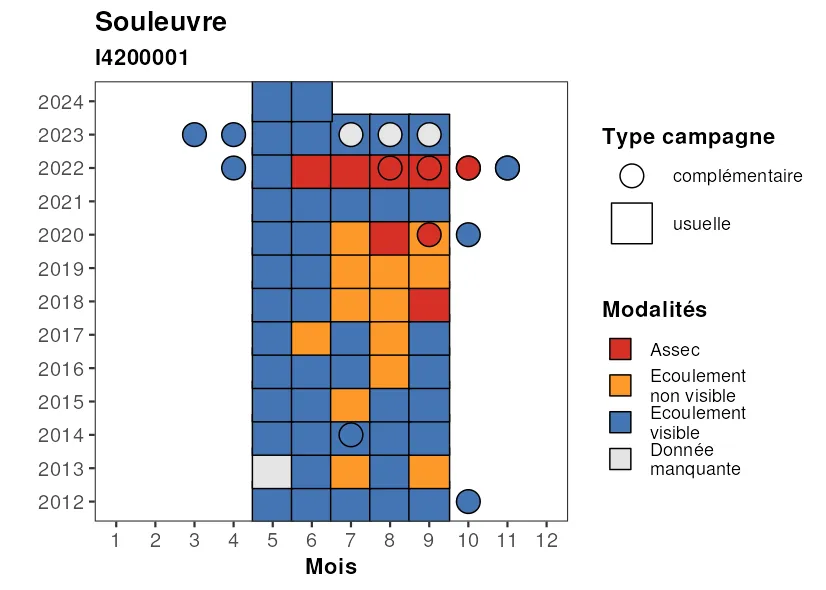 Souleuvre
I4200001
2024
2023
2022
2021
2020
2019
2018
2017
2016
2015
2014
2013
2012
1 2 3 4 5 6 7 8 9 10 11 12
Mois
Type campagne
complémentaire
usuelle
Modalités
Assec
Ecoulement
non visible
Ecoulement
visible
Donnée
manquante